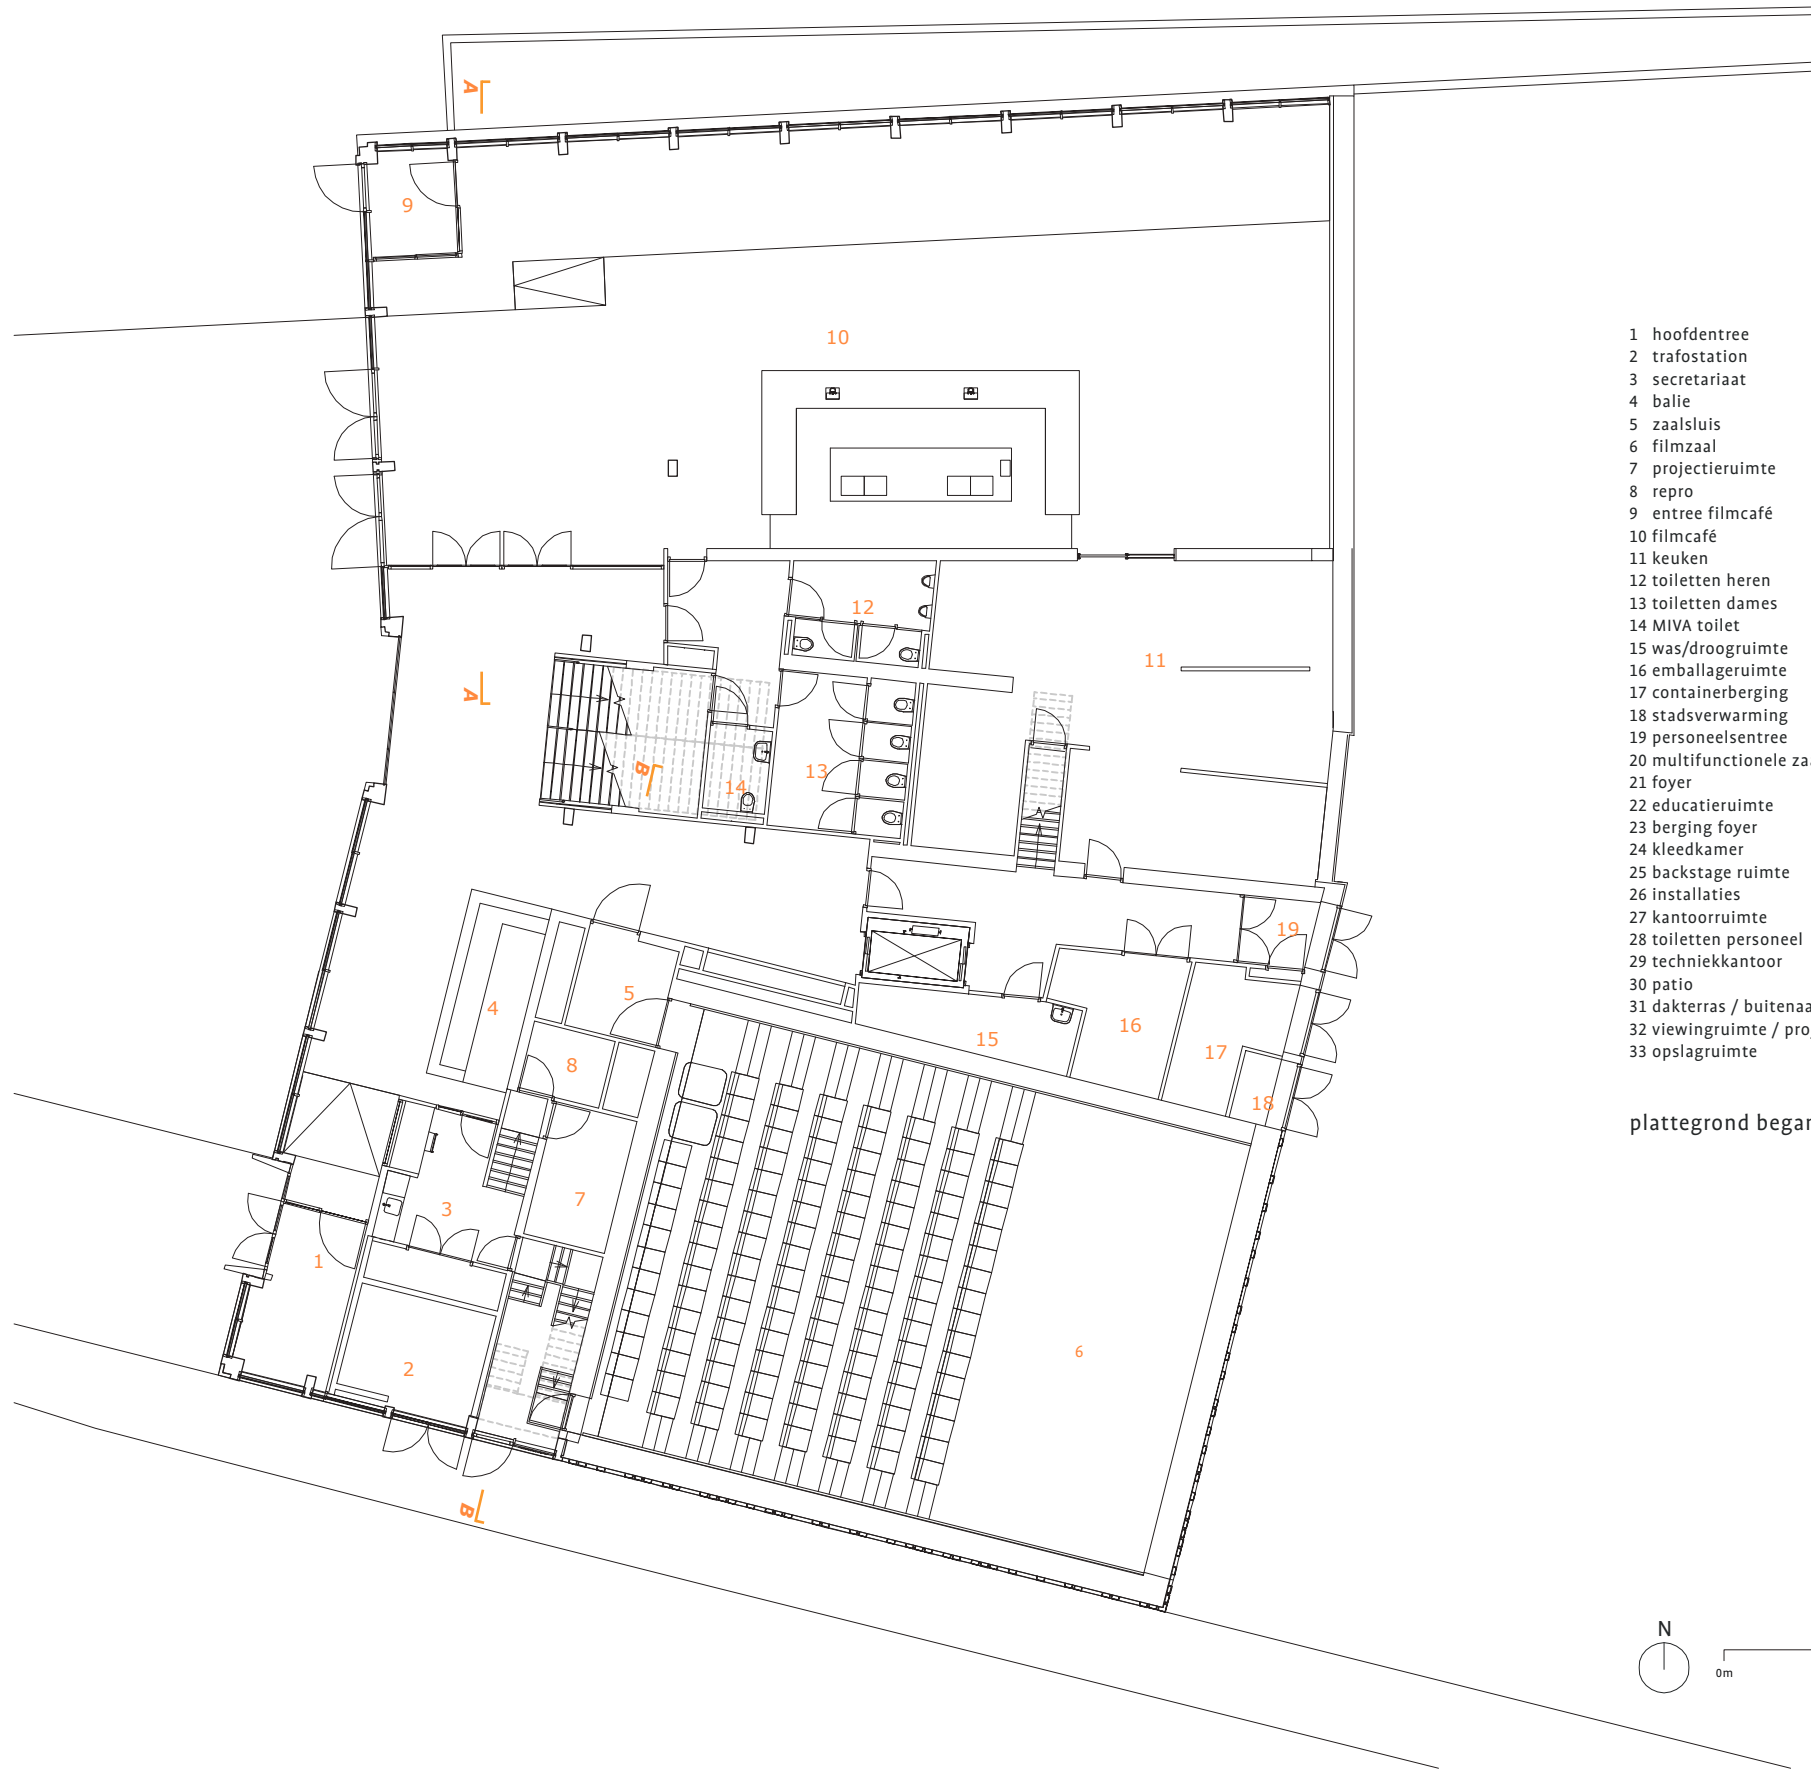 A
9
10
12
11
A
B
14
13
19
5
4
15
16
17
8
18
3
7
1
2
6
B
1 hoofdentree
2 trafostation
3 secretariaat
4 balie
5 zaalsluis
6 filmzaal
7 projectieruimte
8 repro
9 entree filmcafé
10 filmcafé
11 keuken
12 toiletten heren
13 toiletten dames
14 MIVA toilet
15 was/droogruimte
16 emballageruimte
17 containerberging
18 stadsverwarming
19 personeelsentree
20 multifunctionele
21 foyer
22 educatieruimte
23 berging foyer
24 kleedkamer
25 backstage ruimte
26 installaties
27 kantoorruimte
28 toiletten personeel
29 techniekkantoor
30 patio
31 dakterras /
32 viewingruimte /
33 opslagruimte
plattegrond
N
0m